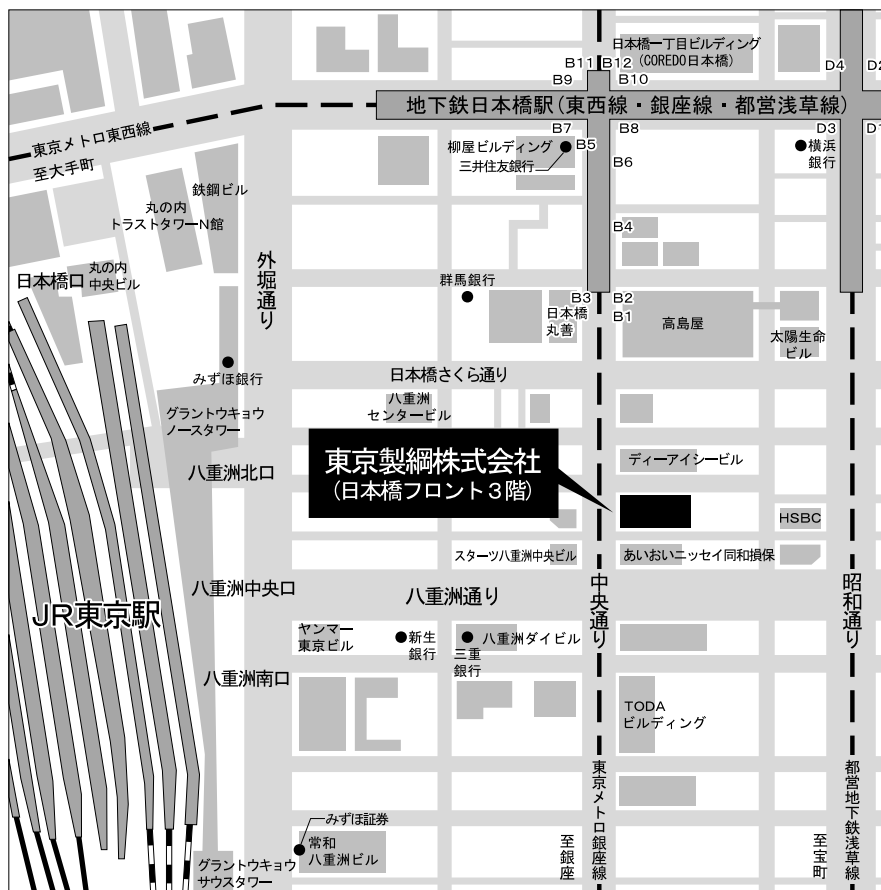 日本橋一丁目ビルディング
(COREDO日本橋)
B11
B12
B9
B10
D4
D2
地下鉄日本橋駅(東西線・銀座線・都営浅草線)
東京メトロ東西線
至大手町
B7
B8
D3
D1
柳屋ビルディング
B5
三井住友銀行
B6
横浜
銀行
鉄鋼ビル
丸の内
トラストタワーN館
B4
外堀通り
日本橋口
丸の内
中央ビル
群馬銀行
B3
B2
B1
日本橋
丸善
高島屋
太陽生命
ビル
みずほ銀行
日本橋さくら通り
グラントウキョウ
ノースタワー
八重洲
センタービル
東京製綱株式会社
(日本橋フロント3階)
ディーアイシービル
八重洲北口
HSBC
スターツ八重洲中央ビル
あいおいニッセイ同和損保
八重洲中央口
八重洲通り
中央通り
昭和通り
JR東京駅
ヤンマー
東京ビル
新生
銀行
三重
銀行
八重洲ダイビル
八重洲南口
TODA
ビルディング
東京メトロ銀座線
都営地下鉄浅草線
みずほ証券
常和
八重洲ビル
至銀座
至宝町
グラントウキョウ
サウスタワー